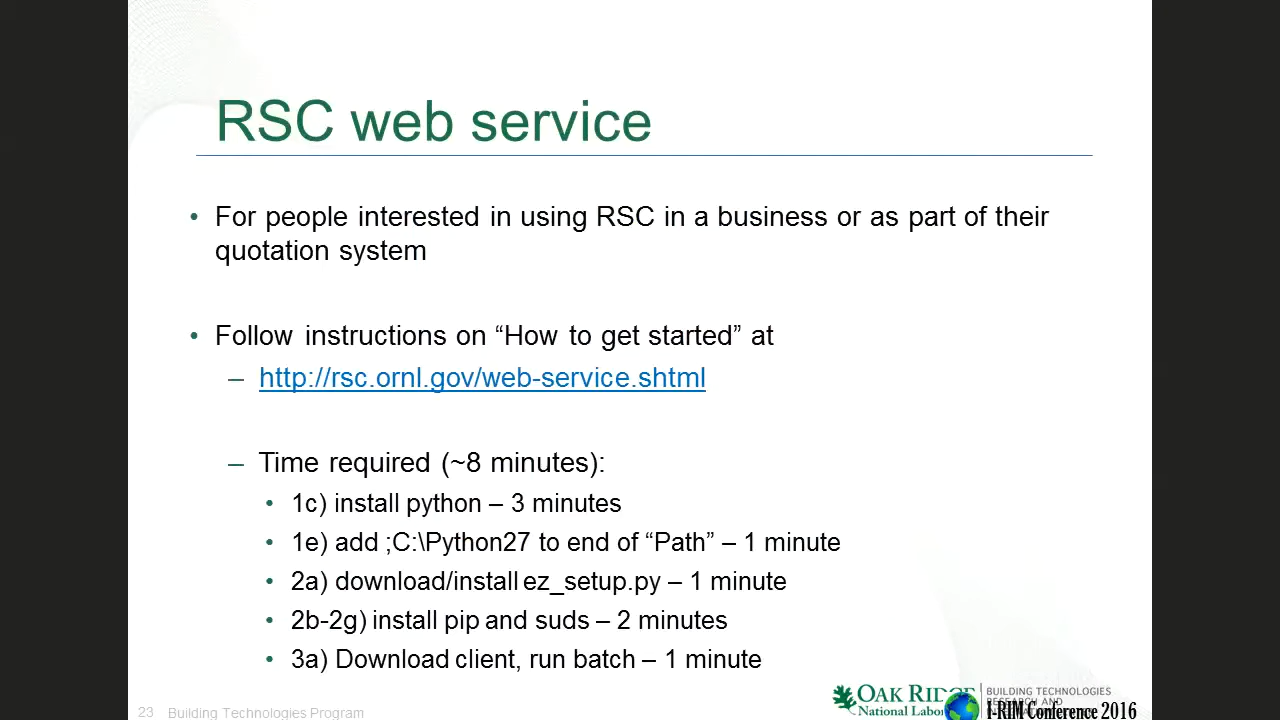 RSC web service
• For people interested in using RSC in a business or as part of their
quotation system
• Follow instructions on “How to get started” at
– http://rsc.ornl.gov/web-service.shtml
– Time required (~8 minutes):
• 1c) install python – 3 minutes
• 1e) add ;C:\Python27 to end of “Path” – 1 minute
• 2a) download/install ez_setup.py – 1 minute
• 2b-2g) install pip and suds – 2 minutes
• 3a) Download client, run batch – 1 minute
23 Building Technologies Program
OAK RIDGE
National
BUILDING TECHNOLOGIES
I-RIM Conference 2016